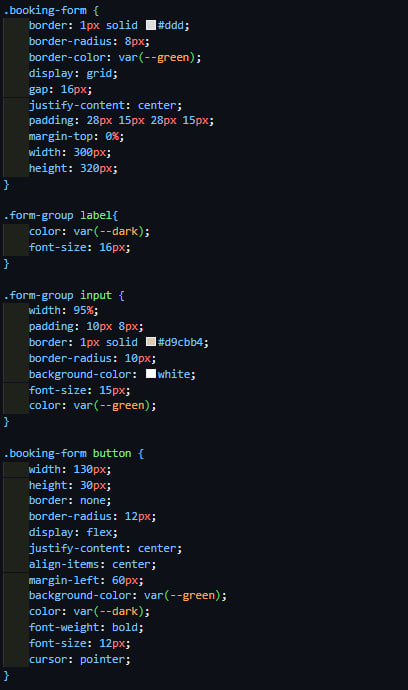 .booking-form {
    border: 1px solid #ddd;
    border-radius: 8px;
    border-color: var(--green);
    display: grid;
    gap: 16px;
    justify-content: center;
    padding: 28px 15px 28px 15px;
    margin-top: 0%;
    width: 300px;
    height: 320px;
}

.form-group label{
    color: var(--dark);
    font-size: 16px;
}

.form-group input {
    width: 95%;
    padding: 10px 8px;
    border: 1px solid #d9cbb4;
    border-radius: 10px;
    background-color: white;
    font-size: 15px;
    color: var(--green);
}

.booking-form button {
    width: 130px;
    height: 30px;
    border: none;
    border-radius: 12px;
    display: flex;
    justify-content: center;
    align-items: center;
    margin-left: 60px;
    background-color: var(--green);
    color: var(--dark);
    font-weight: bold;
    font-size: 12px;
    cursor: pointer;
}